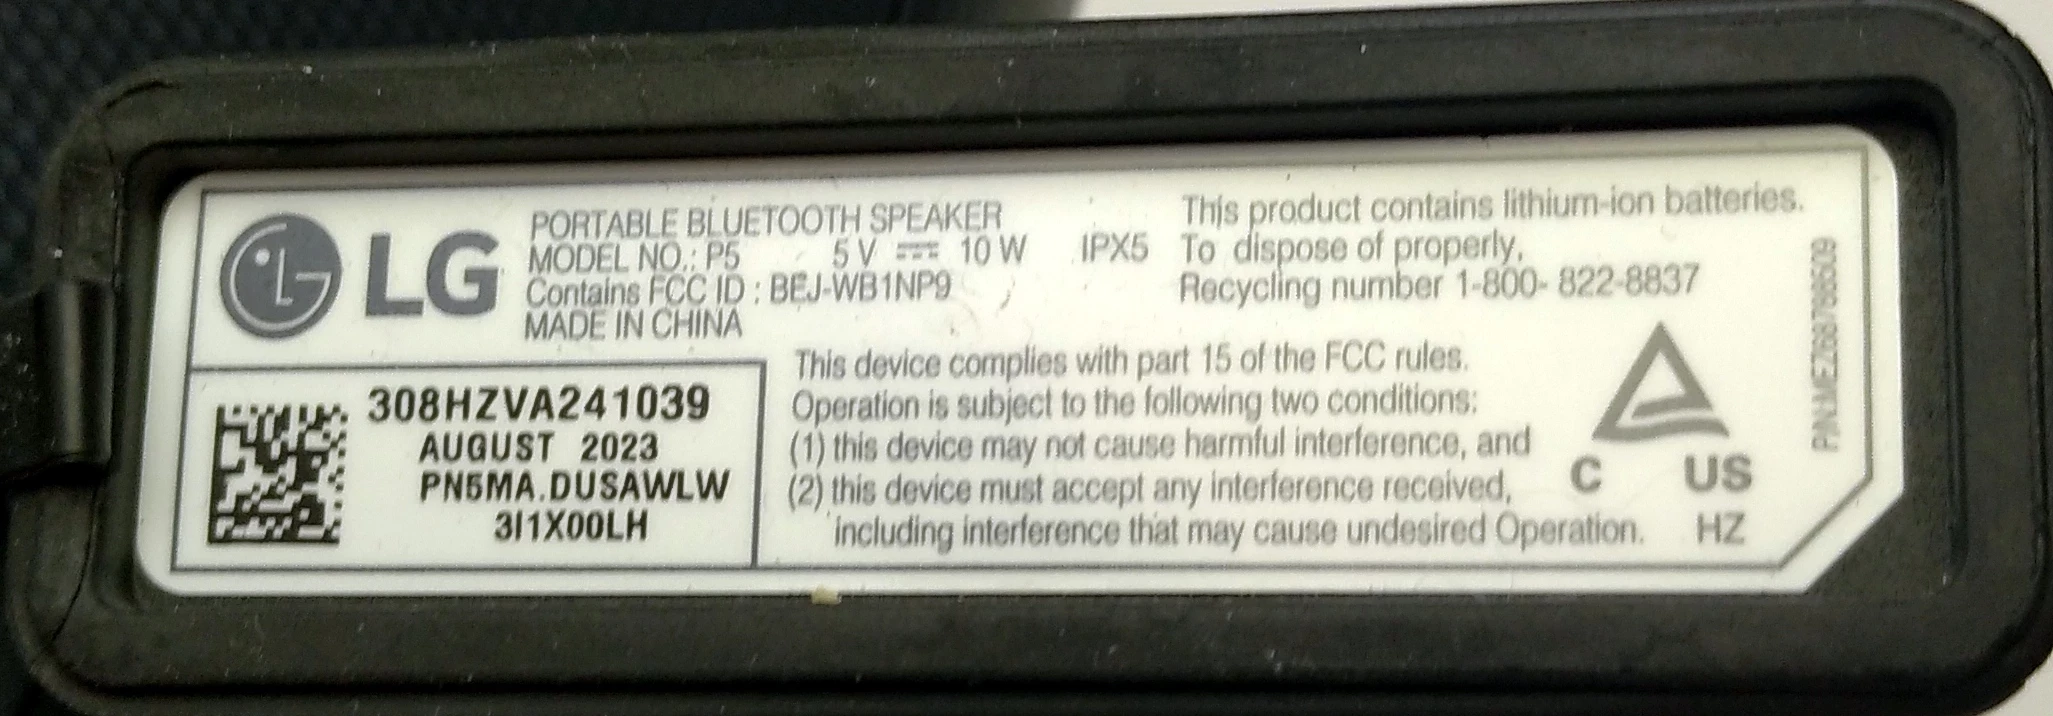 LG
PORTABLE BLUETOOTH SPEAKER
MODEL NO.: P5 5 V ⎓ 10 W IPX5
Contains FCC ID : BEJ-WB1NP9
MADE IN CHINA
This product contains lithium-ion batteries.
To dispose of properly,
Recycling number 1-800- 822-8837
308HZVA241039
AUGUST 2023
PN5MA.DUSAWLW
3I1X00LH
This device complies with part 15 of the FCC rules.
Operation is subject to the following two conditions:
(1) this device may not cause harmful interference, and
(2) this device must accept any interference received,
including interference that may cause undesired Operation.
C US
HZ